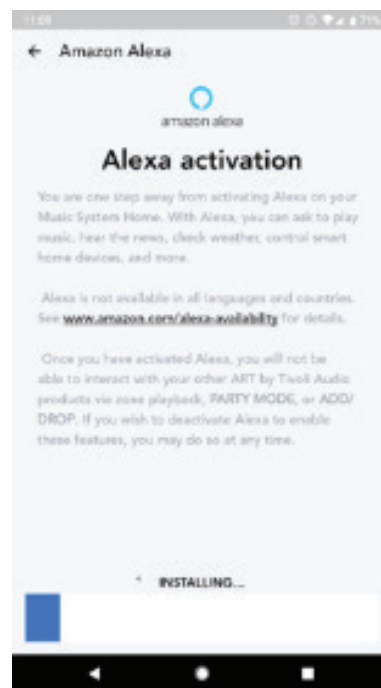 11:09
71%
← Amazon Alexa
amazon alexa
Alexa activation
You are one step away from activating Alexa on your
Music System Home. With Alexa, you can ask to play
music, hear the news, check weather, control smart
home devices, and more.
Alexa is not available in all languages and countries.
See www.amazon.com/alexa-availability for details.
Once you have activated Alexa, you will not be
able to interact with your other ART by Tivoli Audio
products via zone playback, PARTY MODE, or ADD/
DROP. If you wish to deactivate Alexa to enable
these features, you may do so at any time.
INSTALLING...